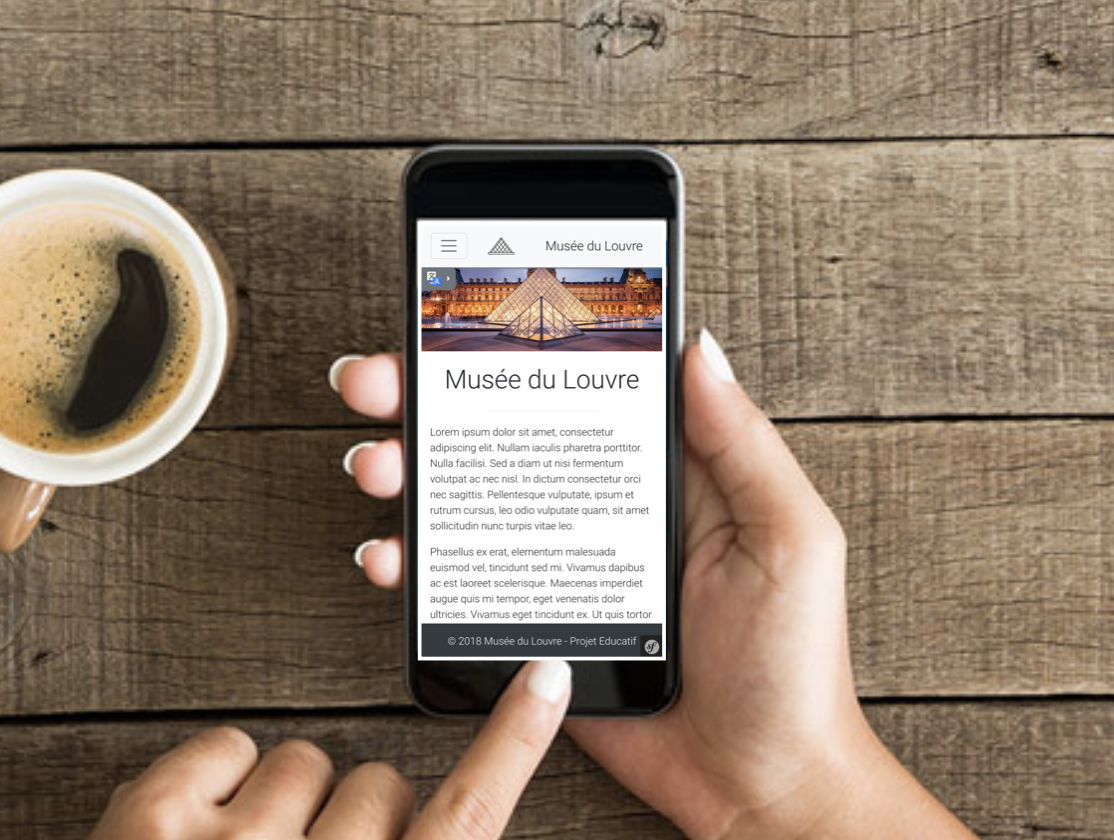 Musée du Louvre
Musée du Louvre
Lorem ipsum dolor sit amet, consectetur
adipiscing elit. Nullam iaculis pharetra porttitor.
Nulla facilisi. Sed a diam ut nisi fermentum
volutpat ac nec nisl. In dictum consectetur orci
nec sagittis. Pellentesque vulputate, ipsum et
rutrum cursus, leo odio vulputate quam, sit amet
sollicitudin nunc turpis vitae leo.
Phasellus ex erat, elementum malesuada
euismod vel, tincidunt sed mi. Vivamus dapibus
ac est laoreet scelerisque. Maecenas imperdiet
augue quis mi tempor, eget venenatis dolor
ultricies. Vivamus eget tincidunt ex. Ut quis tortor
© 2018 Musée du Louvre - Projet Educatif
sf